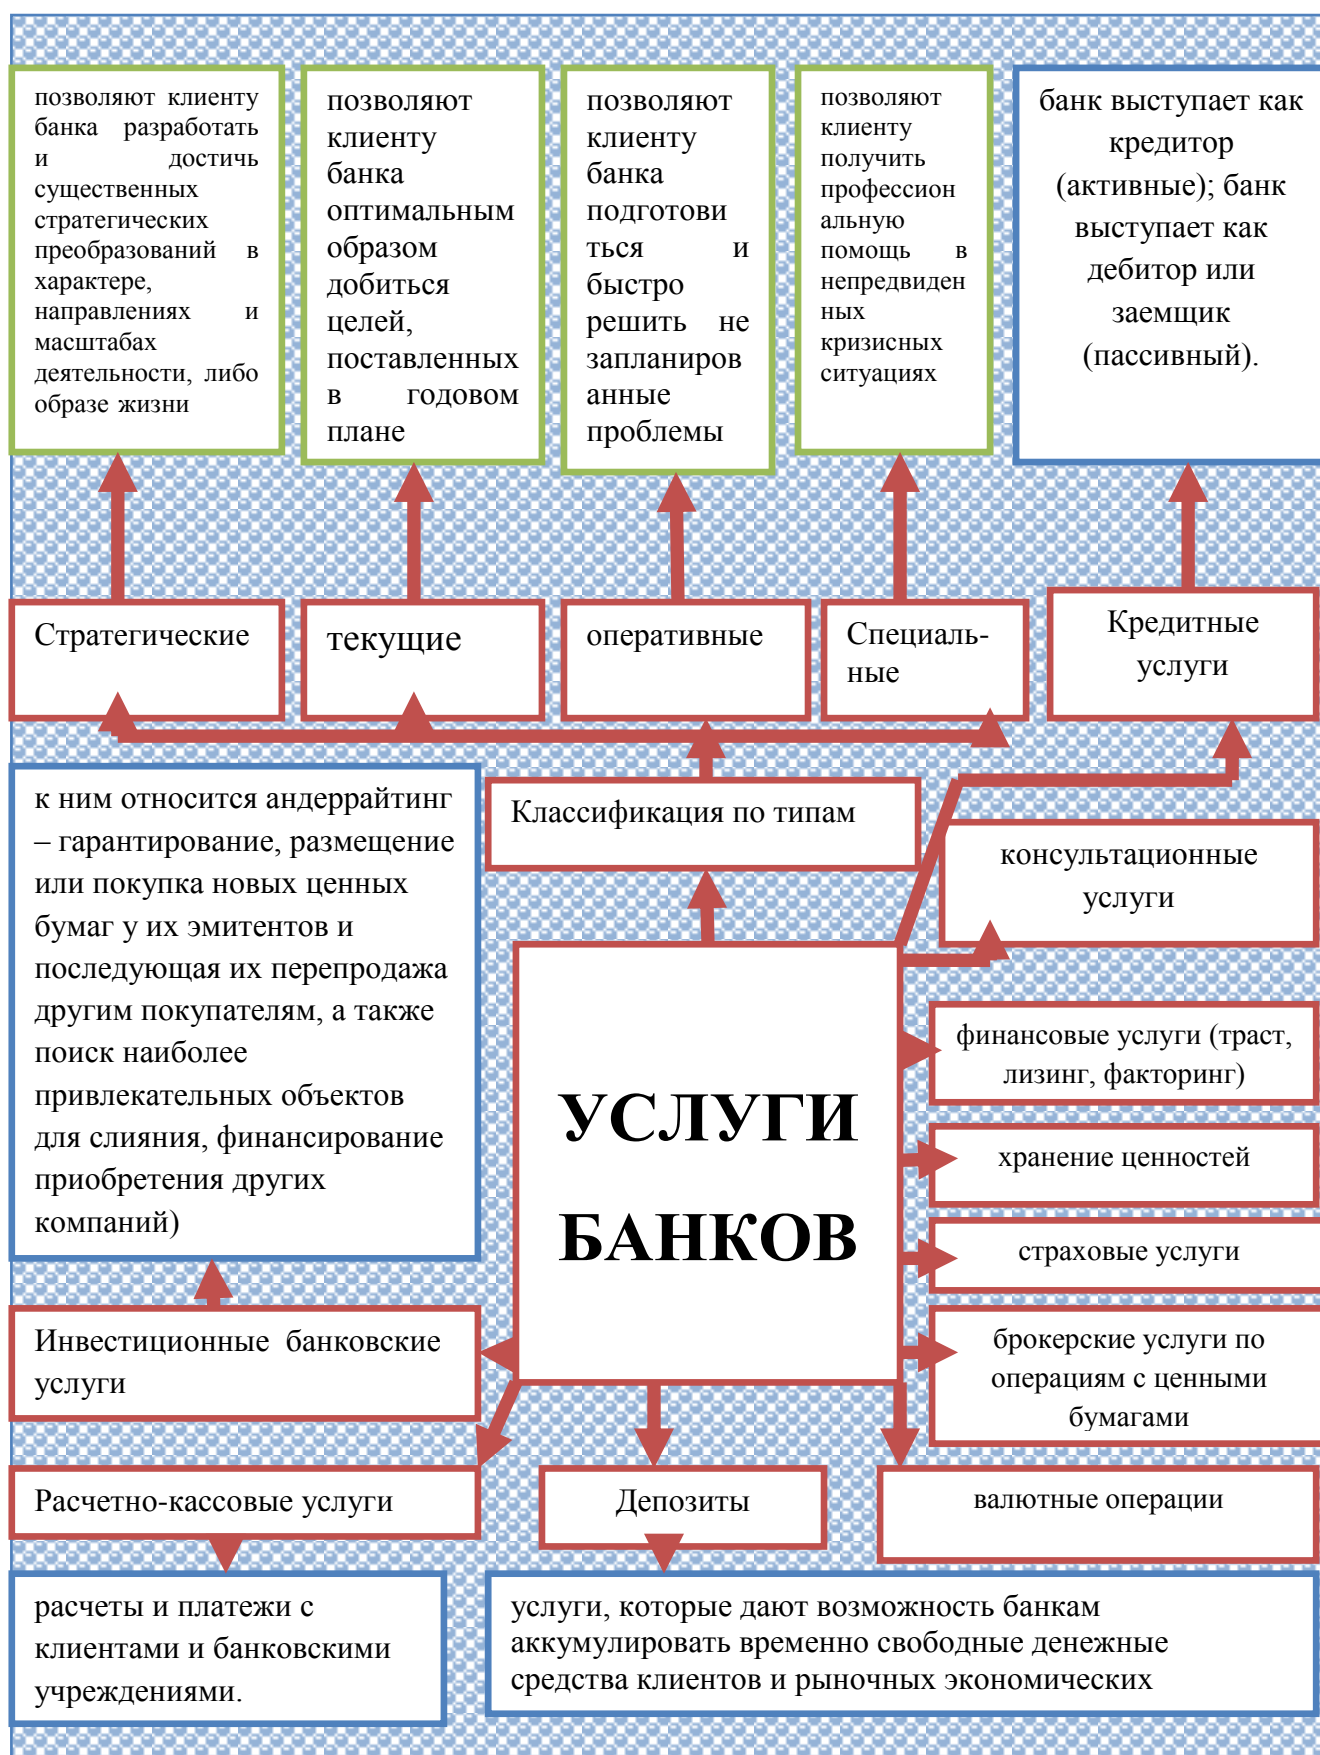 позволяют клиенту
банка разработать
и достичь
существенных
стратегических
преобразований в
характере,
направлениях и
масштабах
деятельности, либо
образе жизни
позволяют
клиенту
банка
оптимальным
образом
добиться
целей,
поставленных
в годовом
плане
позволяют
клиенту
банка
подготови
ться и
быстро
решить не
запланиров
анные
проблемы
позволяют
клиенту
получить
профессион
альную
помощь в
непредвиден
ных
кризисных
ситуациях
банк выступает как
кредитор
(активные); банк
выступает как
дебитор или
заемщик
(пассивный).
Стратегические
текущие
оперативные
Специаль-
ные
Кредитные
услуги
к ним относится андеррайтинг
– гарантирование, размещение
или покупка новых ценных
бумаг у их эмитентов и
последующая их перепродажа
другим покупателям, а также
поиск наиболее
привлекательных объектов
для слияния, финансирование
приобретения других
компаний)
Классификация по типам
консультационные
услуги
УСЛУГИ
БАНКОВ
финансовые услуги (траст,
лизинг, факторинг)
хранение ценностей
страховые услуги
брокерские услуги по
операциям с ценными
бумагами
Инвестиционные банковские
услуги
Расчетно-кассовые услуги
Депозиты
валютные операции
расчеты и платежи с
клиентами и банковскими
учреждениями.
услуги, которые дают возможность банкам
аккумулировать временно свободные денежные
средства клиентов и рыночных экономических